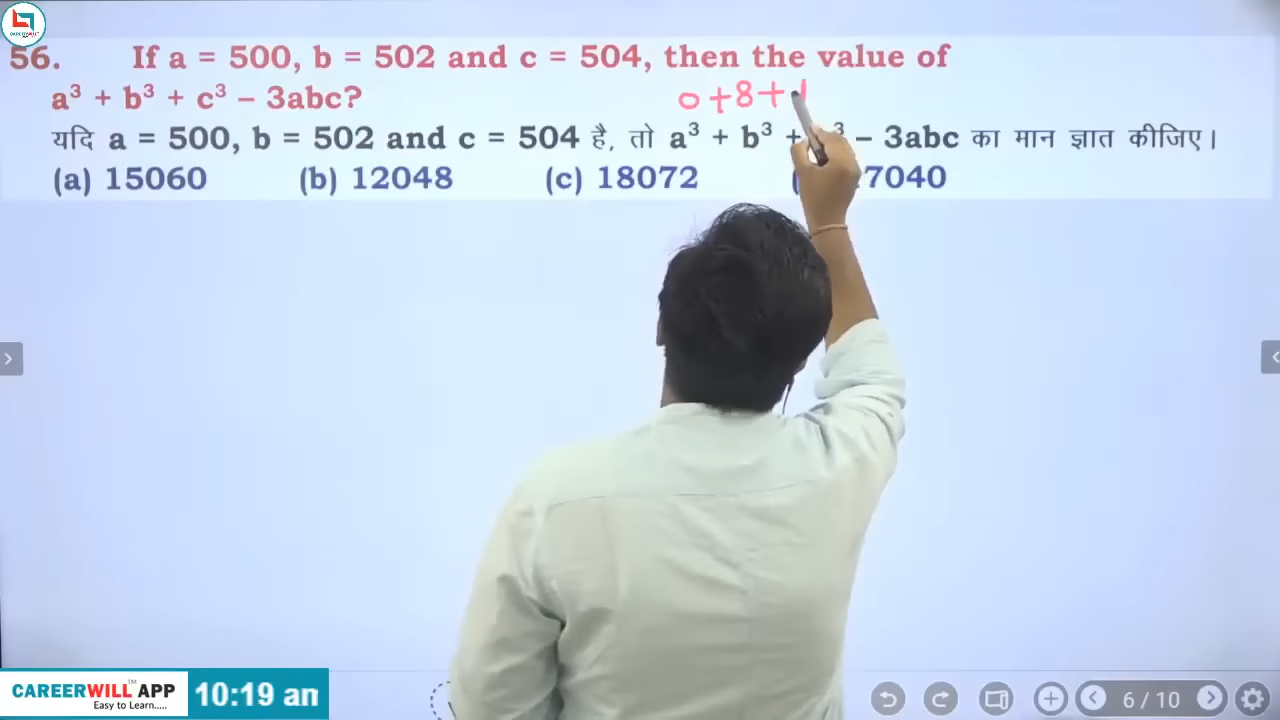 56. If a = 500, b = 502 and c = 504, then the value of
a³ + b³ + c³ – 3abc?
0+8+1
यदि a = 500, b = 502 and c = 504 है, तो a³ + b³ + ³ – 3abc का मान ज्ञात कीजिए।
(a) 15060 (b) 12048 (c) 18072 7040
CAREERWILL APP
Easy to Learn.....
10:19 an
6 / 10